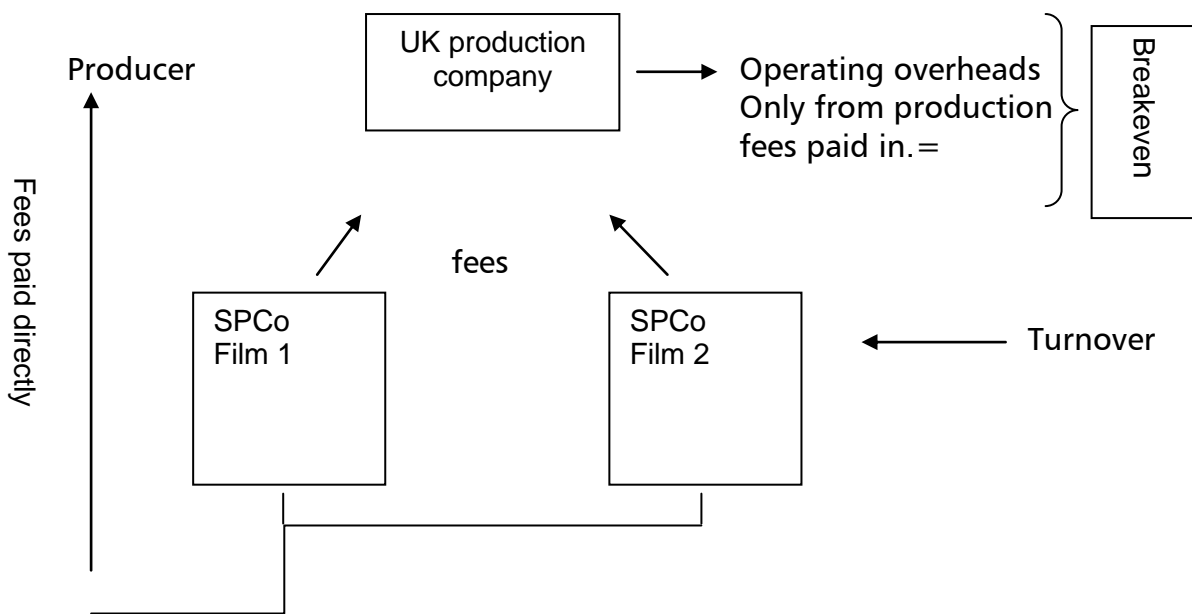 UK production
company
Producer
Operating overheads
Only from production
fees paid in.=
Breakeven
Fees paid directly
fees
SPCo
Film 1
SPCo
Film 2
Turnover